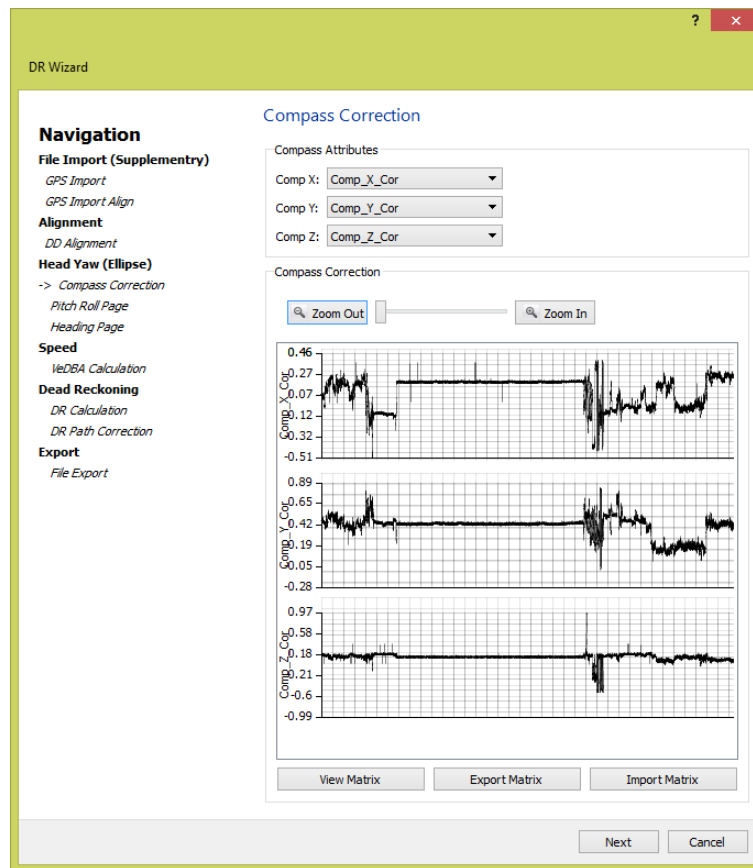 ?
DR Wizard
Navigation
File Import (Supplementry)
GPS Import
GPS Import Align
Alignment
DD Alignment
Head Yaw (Ellipse)
-> Compass Correction
Pitch Roll Page
Heading Page
Speed
VeDBA Calculation
Dead Reckoning
DR Calculation
DR Path Correction
Export
File Export
Compass Correction
Compass Attributes
Comp X: Comp_X_Cor
Comp Y: Comp_Y_Cor
Comp Z: Comp_Z_Cor
Compass Correction
Zoom Out
Zoom In
Comp_X_Cor
0.46
0.27
0.07
-0.12
-0.32
-0.51
Comp_Y_Cor
0.89
0.65
0.42
0.19
-0.05
-0.28
Comp_Z_Cor
0.97
0.58
0.18
-0.21
-0.6
-0.99
View Matrix
Export Matrix
Import Matrix
Next
Cancel